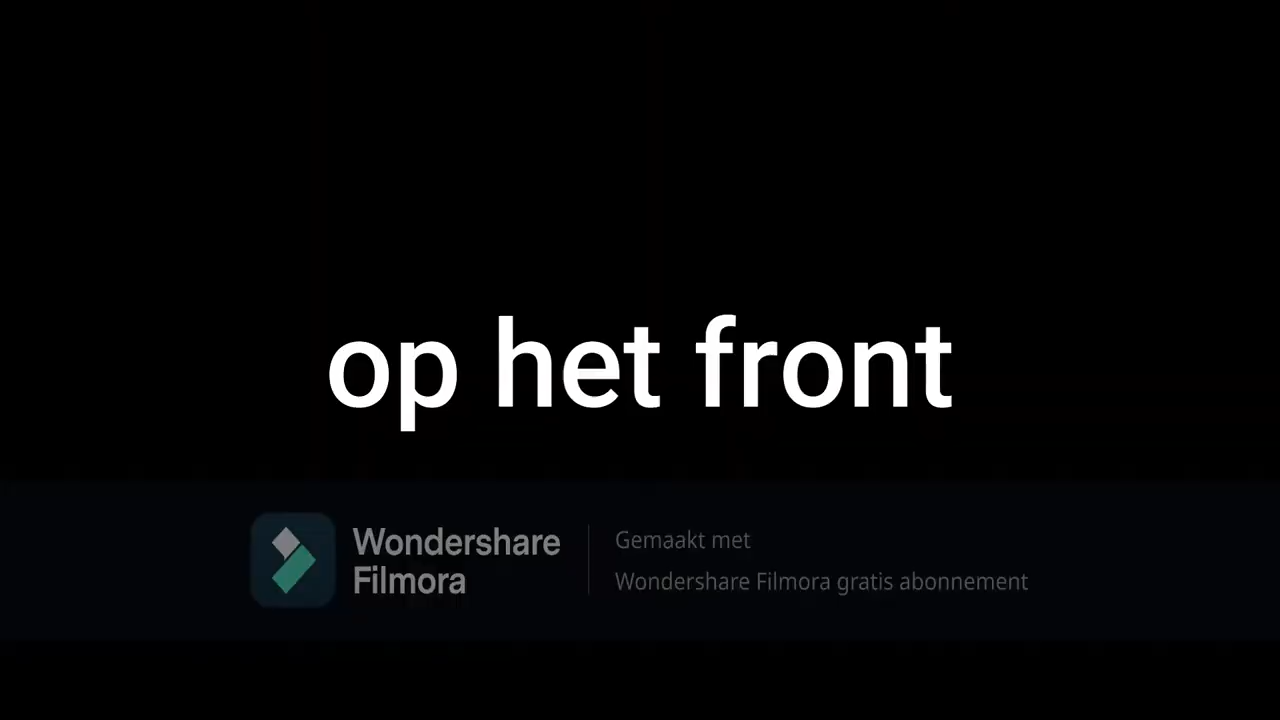 op het front
Wondershare
Filmora
Gemaakt met
Wondershare Filmora gratis abonnement